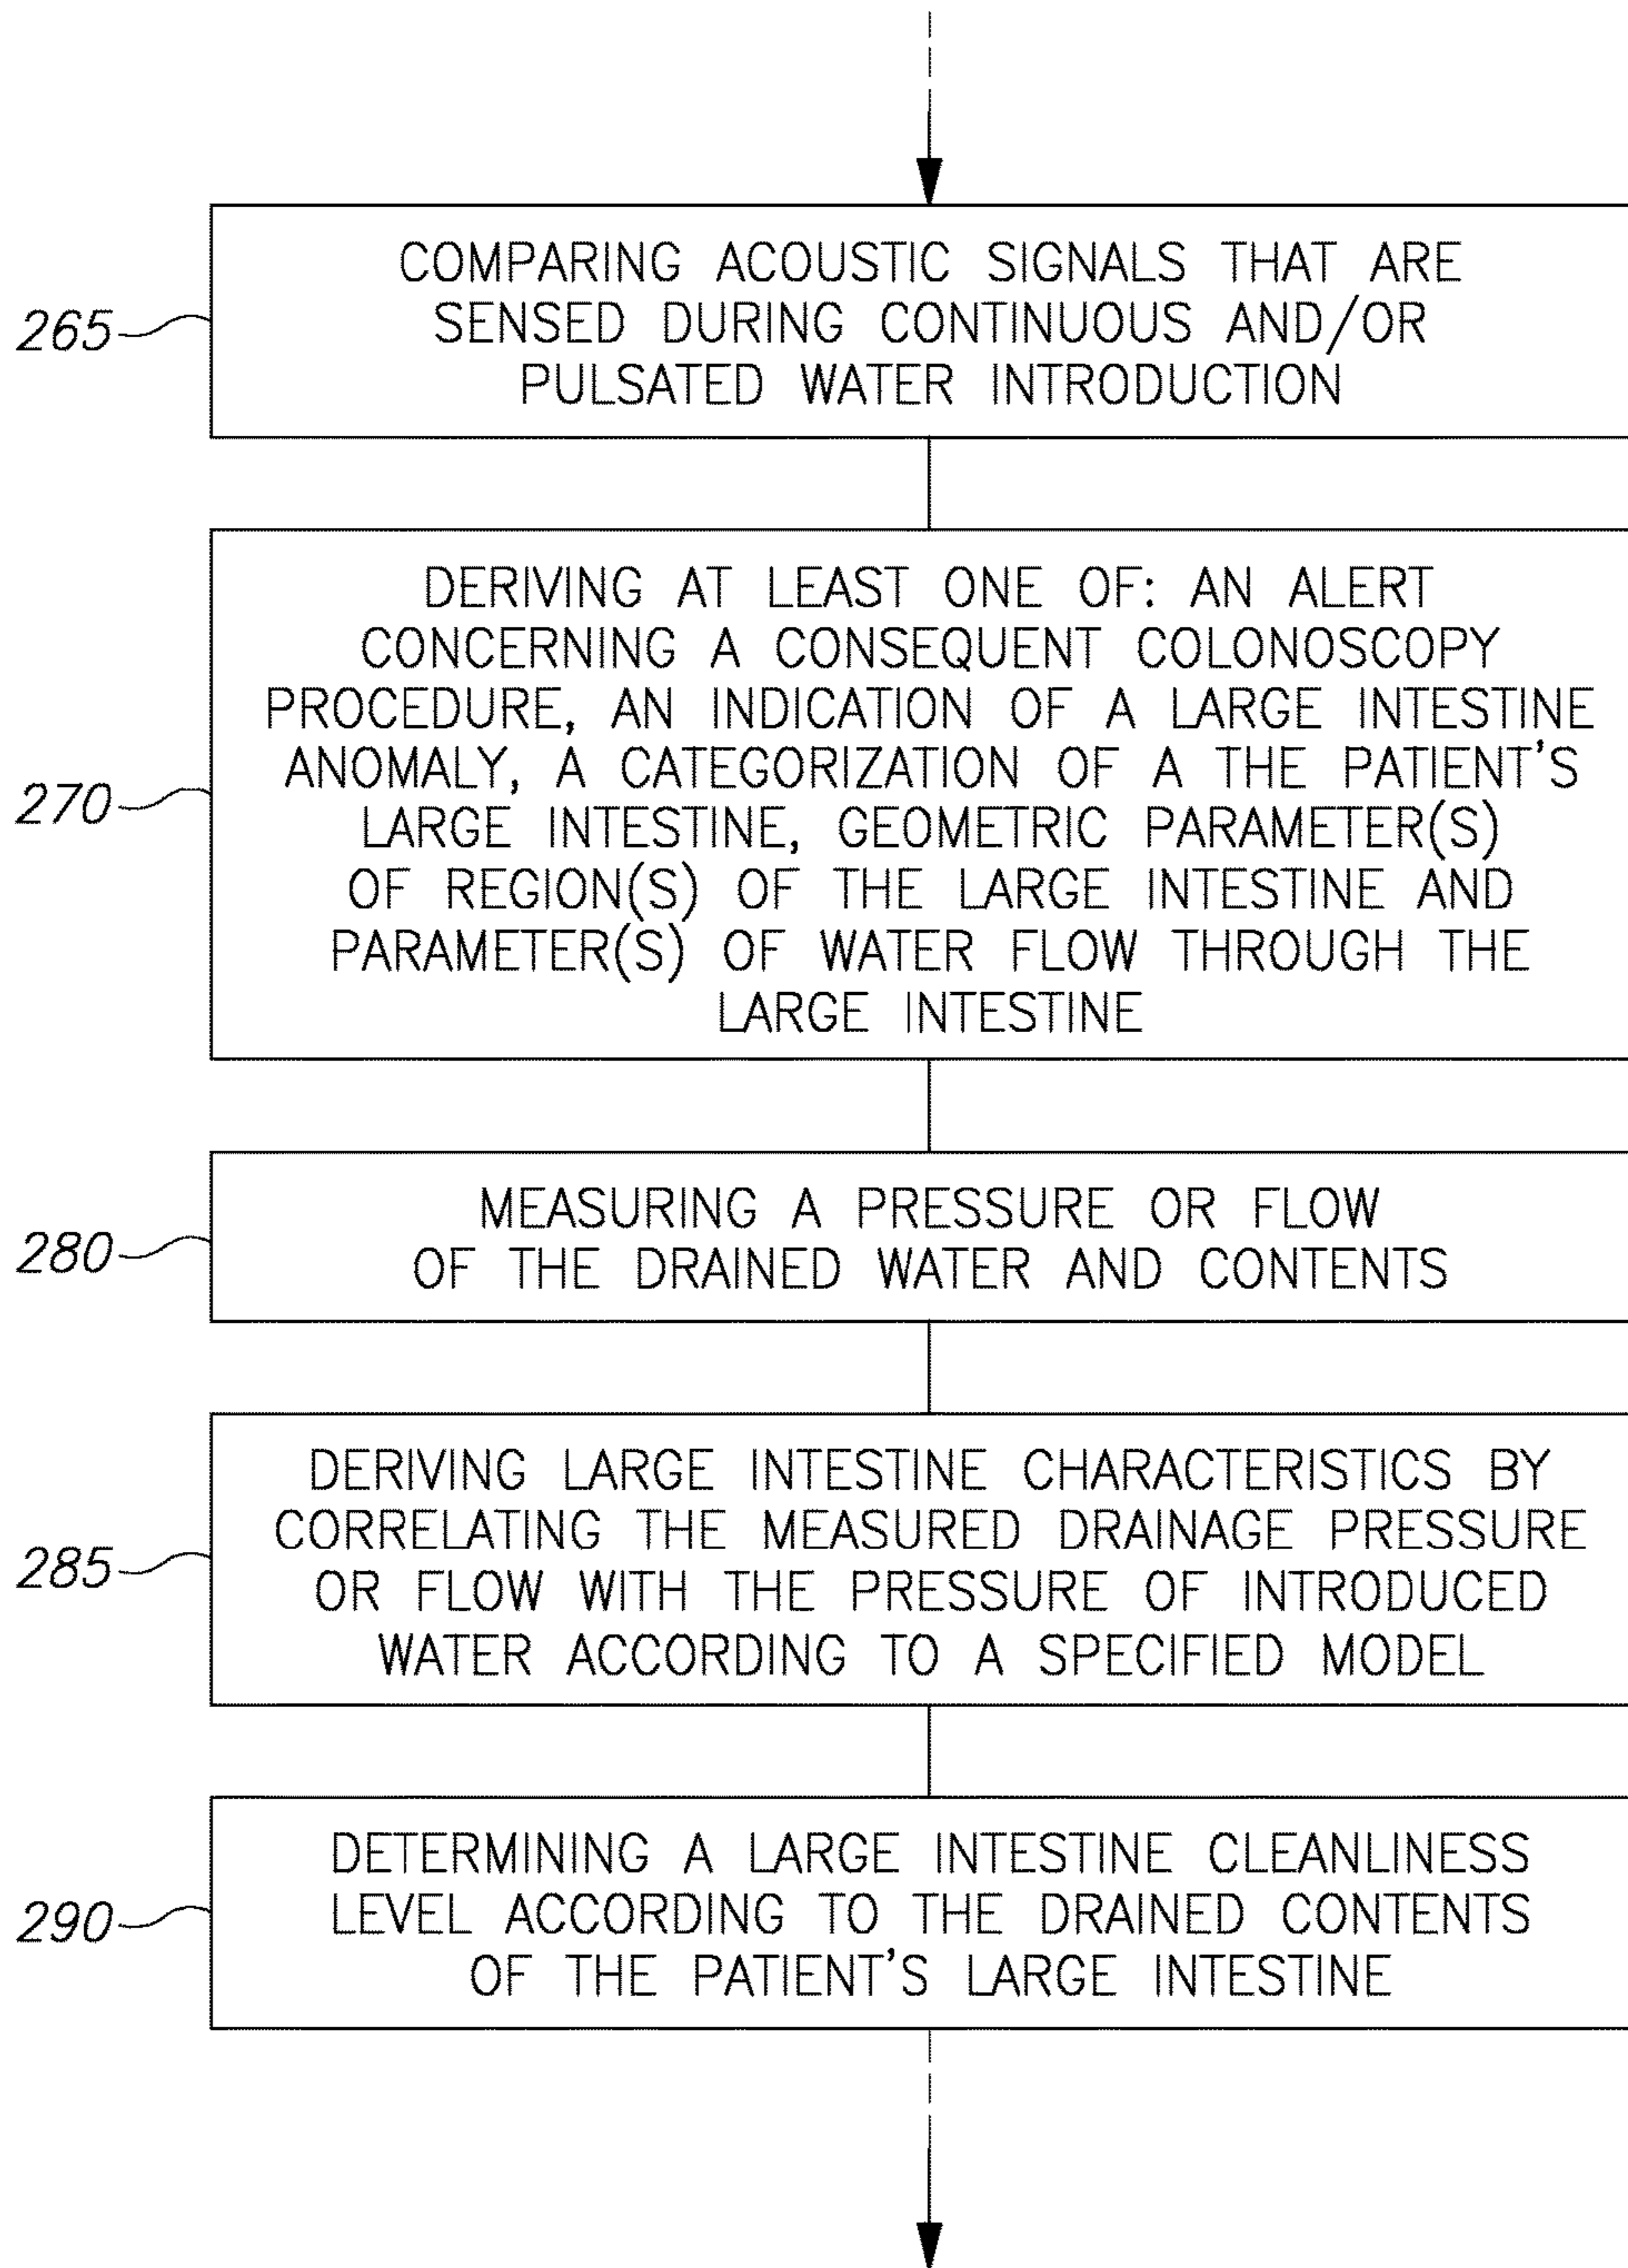 COMPARING ACOUSTIC SIGNALS THAT ARE
265 SENSED DURING CONTINUOUS AND/OR
PULSATED WATER INTRODUCTION
DERIVING AT LEAST ONE OF: AN ALERT
CONCERNING A CONSEQUENT COLONOSCOPY
PROCEDURE, AN INDICATION OF A LARGE INTESTINE
ANOMALY, A CATEGORIZATION OF A THE PATIENT'S
270
LARGE INTESTINE, GEOMETRIC PARAMETER(S)
OF REGION(S) OF THE LARGE INTESTINE AND
PARAMETER(S) OF WATER FLOW THROUGH THE
LARGE INTESTINE
MEASURING A PRESSURE OR FLOW
280
OF THE DRAINED WATER AND CONTENTS
DERIVING LARGE INTESTINE CHARACTERISTICS BY
CORRELATING THE MEASURED DRAINAGE PRESSURE
285
OR FLOW WITH THE PRESSURE OF INTRODUCED
WATER ACCORDING TO A SPECIFIED MODEL
DETERMINING A LARGE INTESTINE CLEANLINESS
290 LEVEL ACCORDING TO THE DRAINED CONTENTS
OF THE PATIENT'S LARGE INTESTINE